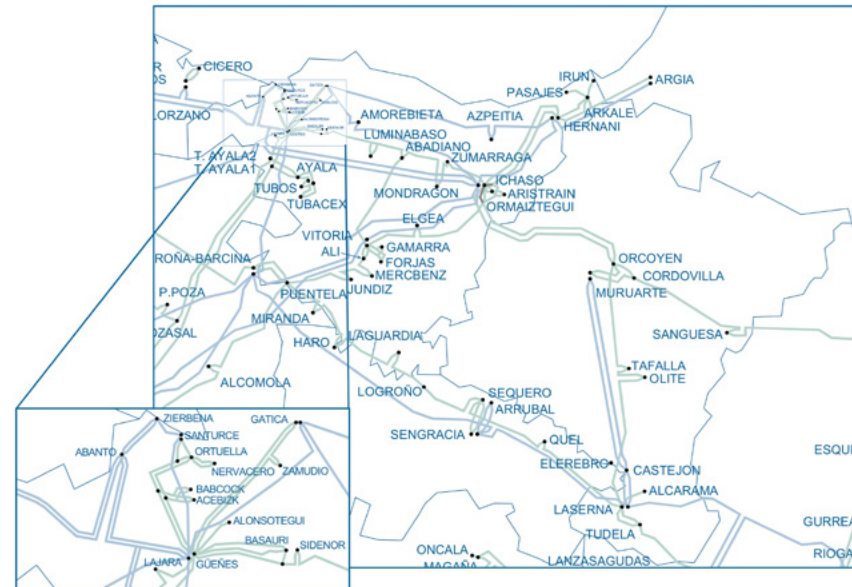 CICERO
OS
LORZANO
IRUN
PASAJES
ARGIA
ARKALE
HERNANI
AZPEITIA
AMOREBIETA
LUMINABASO
ABADIANO
ZUMARRAGA
T. AYALA2
T. AYALA1
AYALA
TUBOS
TUBACEX
MONDRAGON
ICHASO
ARISTRAIN
ORMAIZTEGUI
ELGEA
VITORIA
ALI
GAMARRA
FORJAS
MERCBENZ
JUNDIZ
ROÑA-BARCINA
PUENTELA
P.POZA
OZASAL
MIRANDA
HARO
LAGUARDIA
ALCOMOLA
LOGROÑO
SEQUERO
ARRUBAL
SENGRACIA
QUEL
ELEREBRO
CASTEJON
ALCARAMA
LASERNA
TUDELA
LANZASAGUDAS
ONCALA
MAGAÑA
ORCOYEN
CORDOVILLA
MURUARTE
SANGUESA
TAFALLA
OLITE
ESQU
GURREA
RIOGA
ZIERBENA
GATICA
SANTURCE
ABANTO
ORTUELLA
NERVACERO
ZAMUDIO
BABCOCK
ACEBIZK
ALONSOTEGUI
BASAURI
SIDENOR
LAJARA
GÜEÑES